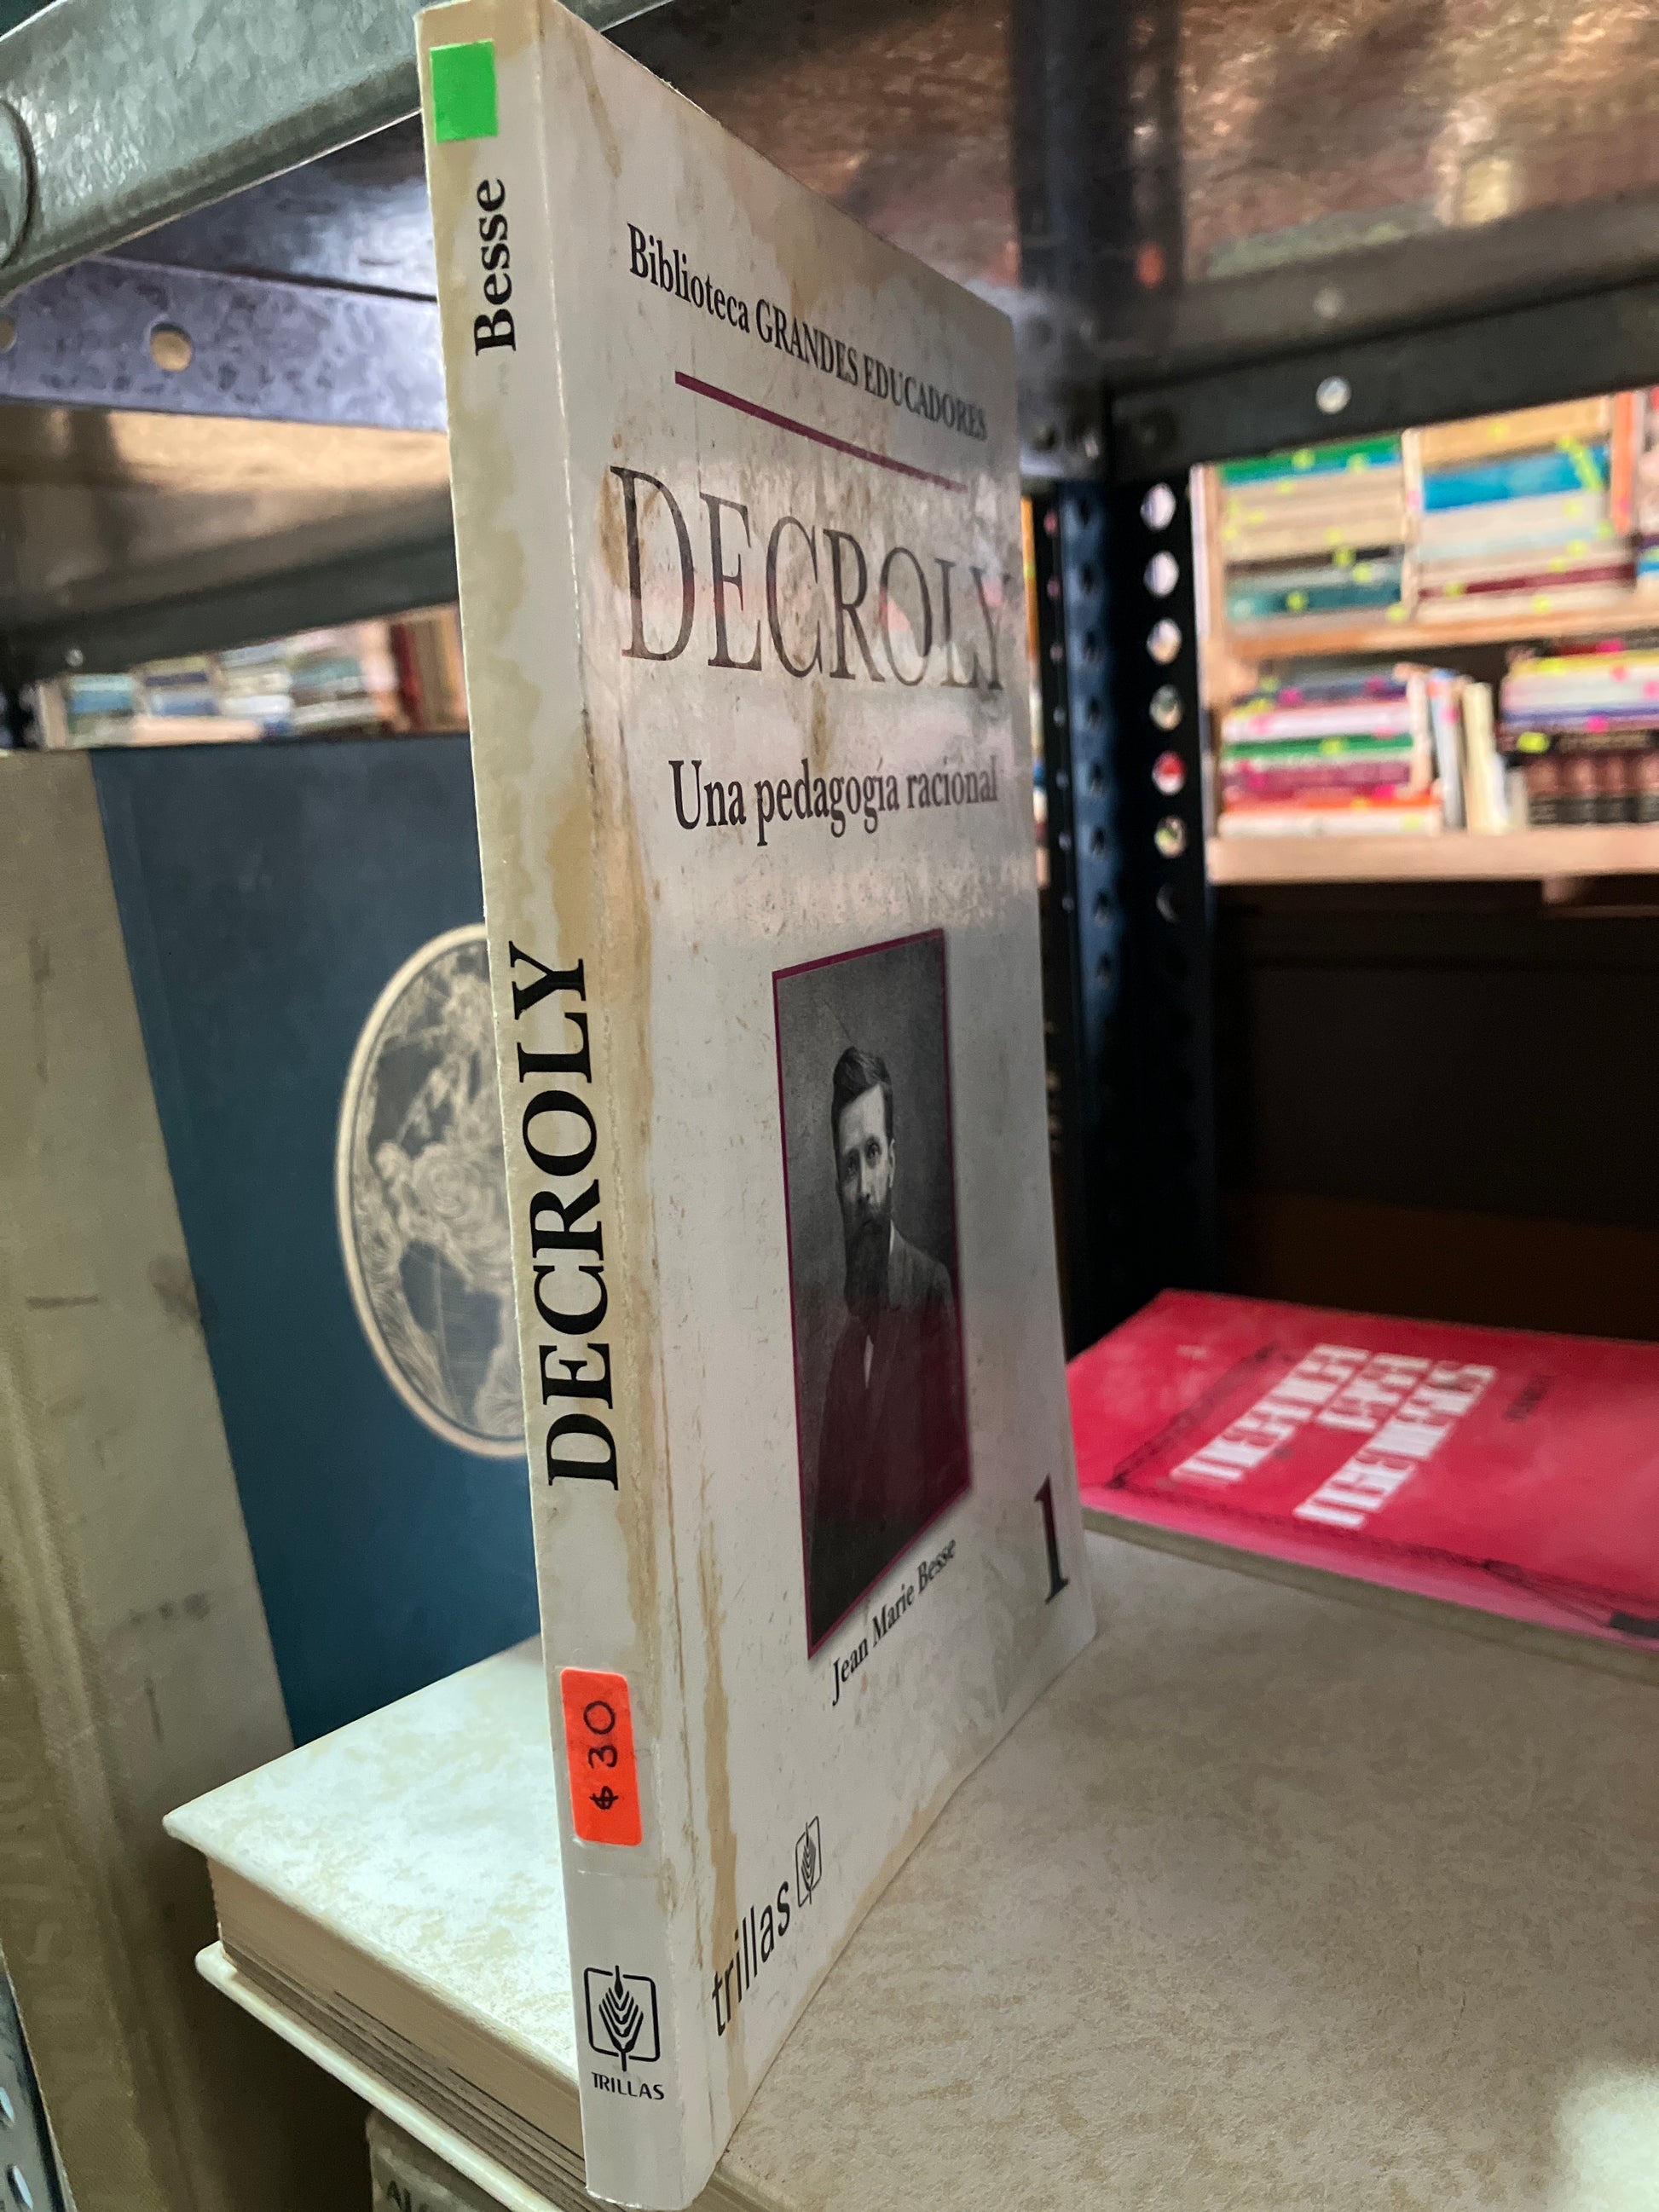 Besse
DECROLY
$30
TRILLAS
Biblioteca GRANDES EDUCADORES
DECROLY
Una pedagogía racional
Jean Marie Besse
1
trillas